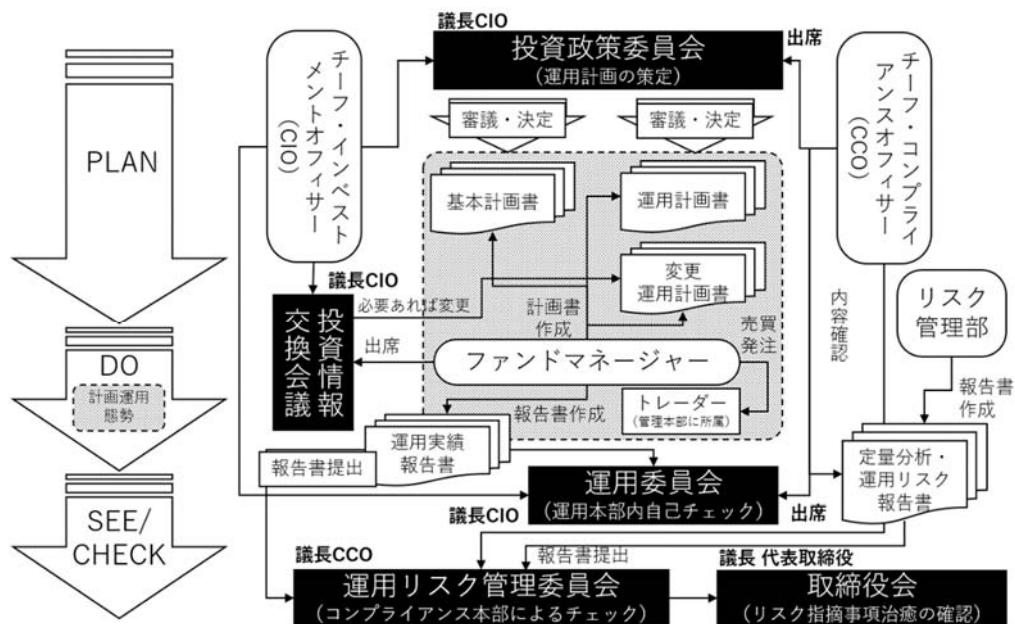 議長CIO
投資政策委員会
(運用計画の策定)
出席
チーフ・インベスト
メントオフィサー
(CIO)
チーフ・コンプライ
アンスオフィサー
(CCO)
PLAN
審議・決定
審議・決定
基本計画書
運用計画書
変更
運用計画書
議長CIO
必要あれば変更
計画書
作成
売買
発注
内容確認
リスク
管理部
投資情報
交換会議
出席
ファンドマネージャー
DO
計画運用
態勢
報告書作成
トレーダー
(管理本部に所属)
報告書
作成
運用実績
報告書
報告書提出
定量分析・
運用リスク
報告書
運用委員会
(運用本部内自己チェック)
議長CIO
出席
SEE/
CHECK
議長CCO
報告書提出
議長 代表取締役
運用リスク管理委員会
(コンプライアンス本部によるチェック)
取締役会
(リスク指摘事項治癒の確認)